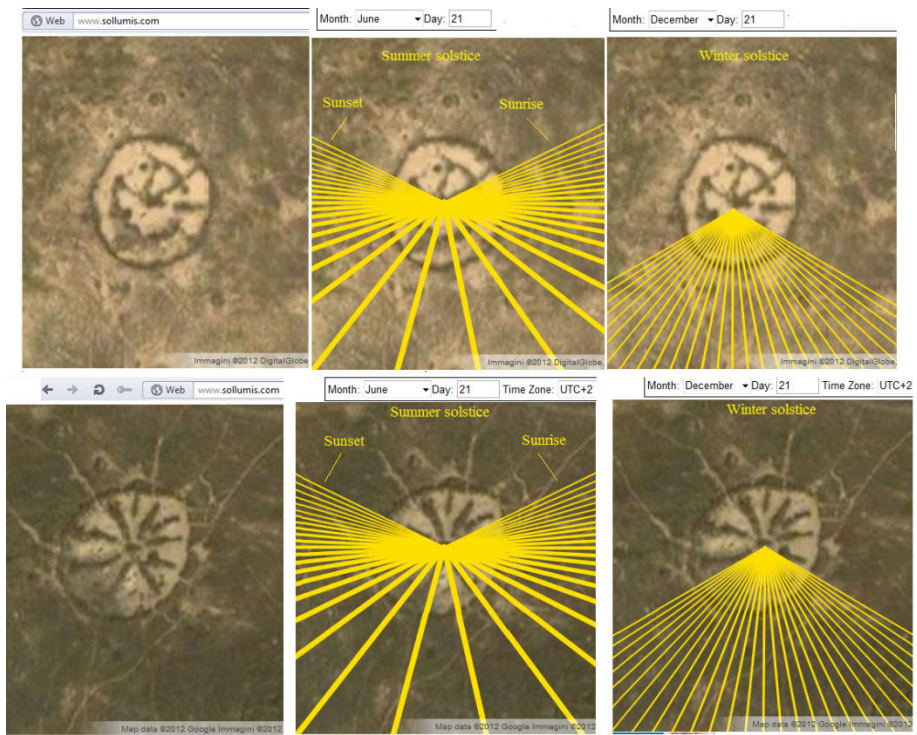 Web www.sollumis.com
Month: June Day: 21
Month: December Day: 21
Summer solstice
Winter solstice
Sunset
Sunrise
Immagini ©2012 DigitalGlobe
Immagini ©2012 DigitalGlobe,
Immagini ©2012 DigitalGlobe
Web www.sollumis.com
Month: June Day: 21 Time Zone: UTC+2
Month: December Day: 21 Time Zone: UTC+2
Summer solstice
Winter solstice
Sunset
Sunrise
Map data ©2012 Google Immagini ©2012
Map data ©2012 Google Immagini ©2012
Map data ©2012 Google Immagini ©2012